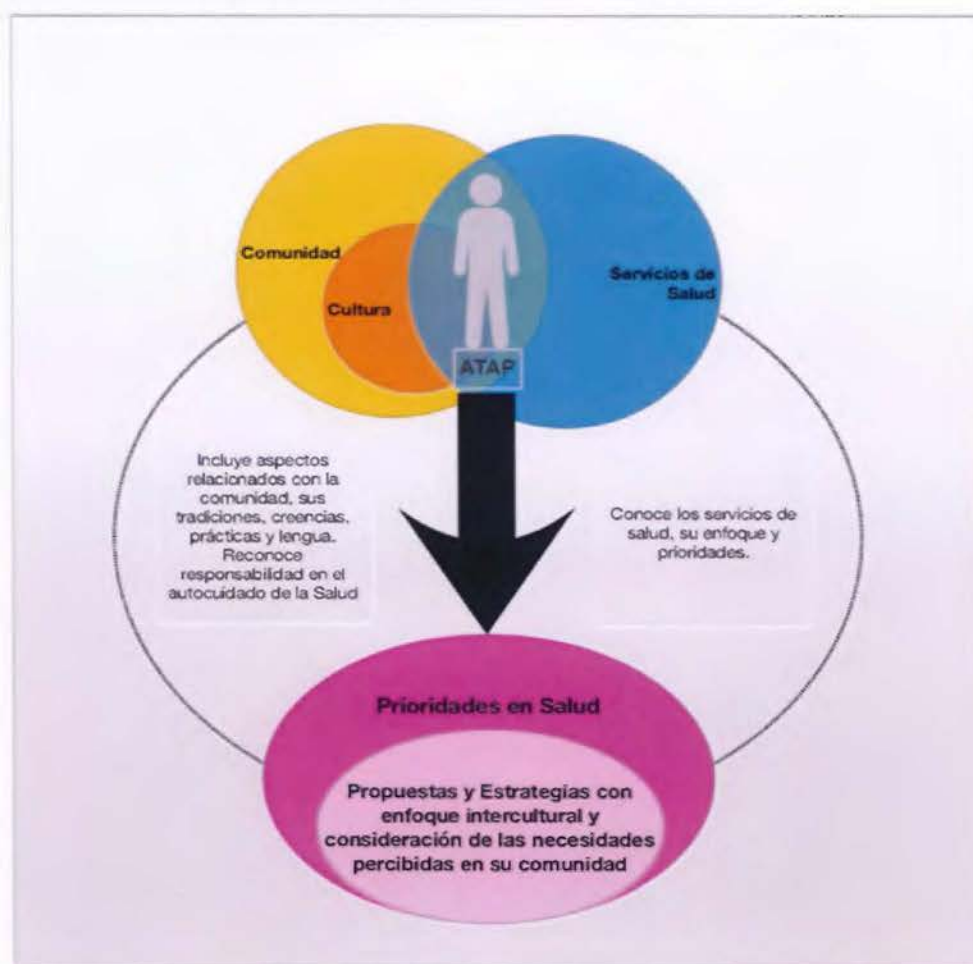 Comunidad
Cultura
Servicios de
Salud
ATAP
Incluye aspectos
relacionados con la
comunidad, sus
tradiciones, creencias,
prácticas y lengua.
Reconoce
responsabilidad en el
autocuidado de la Salud
Conoce los servicios de
salud, su enfoque y
prioridades.
Prioridades en Salud
Propuestas y Estrategias con
enfoque intercultural y
consideración de las necesidades
percibidas en su comunidad